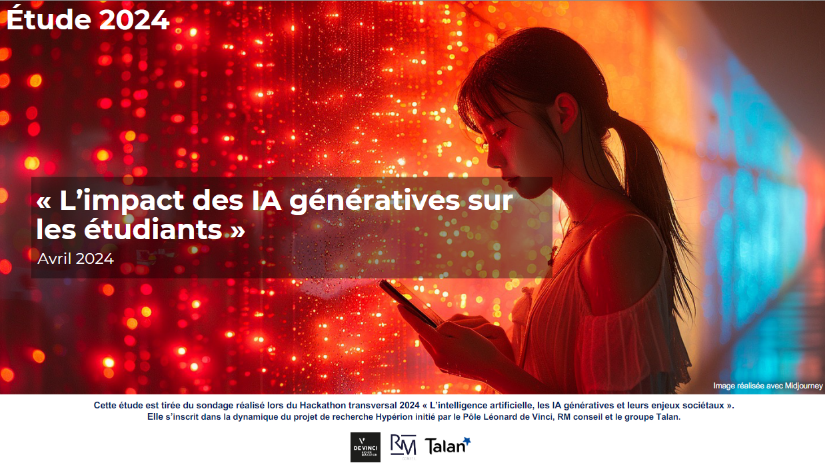 Étude 2024
« L’impact des IA génératives sur
les étudiants »
Avril 2024
Image réalisée avec Midjourney
Cette étude est tirée du sondage réalisé lors du Hackathon transversal 2024 « L’intelligence artificielle, les IA génératives et leurs enjeux sociétaux ».
Elle s’inscrit dans la dynamique du projet de recherche Hypérion initié par le Pôle Léonard de Vinci, RM conseil et le groupe Talan.
DE VINCI
RM
Talan